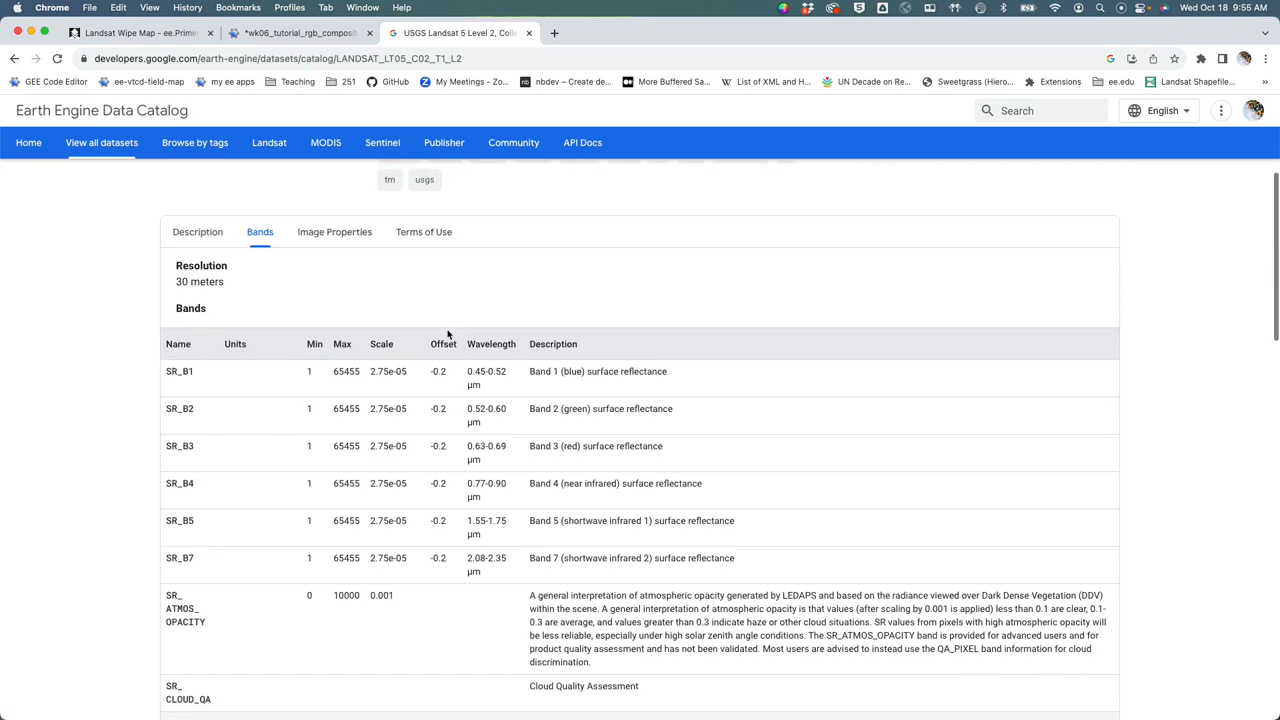 Chrome File Edit View History Bookmarks Profiles Tab Window Help Wed Oct 18 9:55 AM
Landsat Wipe Map - ee.Prime × *wk06_tutorial_rgb_composit × USGS Landsat 5 Level 2, Coll ×
developers.google.com/earth-engine/datasets/catalog/LANDSAT_LT05_C02_T1_L2
GEE Code Editor ee-vtcd-field-map my ee apps Teaching 251 GitHub My Meetings - Zo... nbdev – Create de... More Buffered Sa... List of XML and H... UN Decade on Re... Sweetgrass (Hiero... Extensions ee.edu Landsat Shapefile... »
Earth Engine Data Catalog Search English
Home View all datasets Browse by tags Landsat MODIS Sentinel Publisher Community API Docs
tm usgs
Description Bands Image Properties Terms of Use
Resolution
30 meters
Bands
Name Units Min Max Scale Offset Wavelength Description
SR_B1 1 65455 2.75e-05 -0.2 0.45-0.52 Band 1 (blue) surface reflectance
μm
SR_B2 1 65455 2.75e-05 -0.2 0.52-0.60 Band 2 (green) surface reflectance
μm
SR_B3 1 65455 2.75e-05 -0.2 0.63-0.69 Band 3 (red) surface reflectance
μm
SR_B4 1 65455 2.75e-05 -0.2 0.77-0.90 Band 4 (near infrared) surface reflectance
μm
SR_B5 1 65455 2.75e-05 -0.2 1.55-1.75 Band 5 (shortwave infrared 1) surface reflectance
μm
SR_B7 1 65455 2.75e-05 -0.2 2.08-2.35 Band 7 (shortwave infrared 2) surface reflectance
μm
SR_ 0 10000 0.001 A general interpretation of atmospheric opacity generated by LEDAPS and based on the radiance viewed over Dark Dense Vegetation (DDV)
ATMOS_ within the scene. A general interpretation of atmospheric opacity is that values (after scaling by 0.001 is applied) less than 0.1 are clear, 0.1-
OPACITY 0.3 are average, and values greater than 0.3 indicate haze or other cloud situations. SR values from pixels with high atmospheric opacity will
be less reliable, especially under high solar zenith angle conditions. The SR_ATMOS_OPACITY band is provided for advanced users and for
product quality assessment and has not been validated. Most users are advised to instead use the QA_PIXEL band information for cloud
discrimination.
SR_ Cloud Quality Assessment
CLOUD_QA